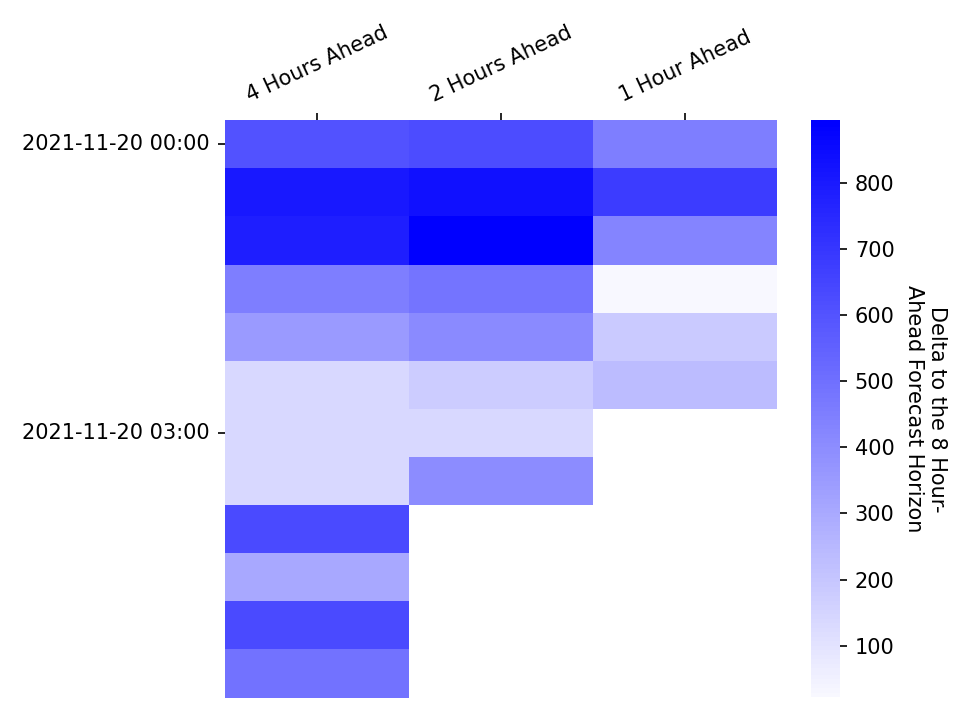 4 Hours Ahead
2 Hours Ahead
1 Hour Ahead
2021-11-20 00:00
2021-11-20 03:00
800
700
600
500
400
300
200
100
Delta to the 8 Hour-
Ahead Forecast Horizon